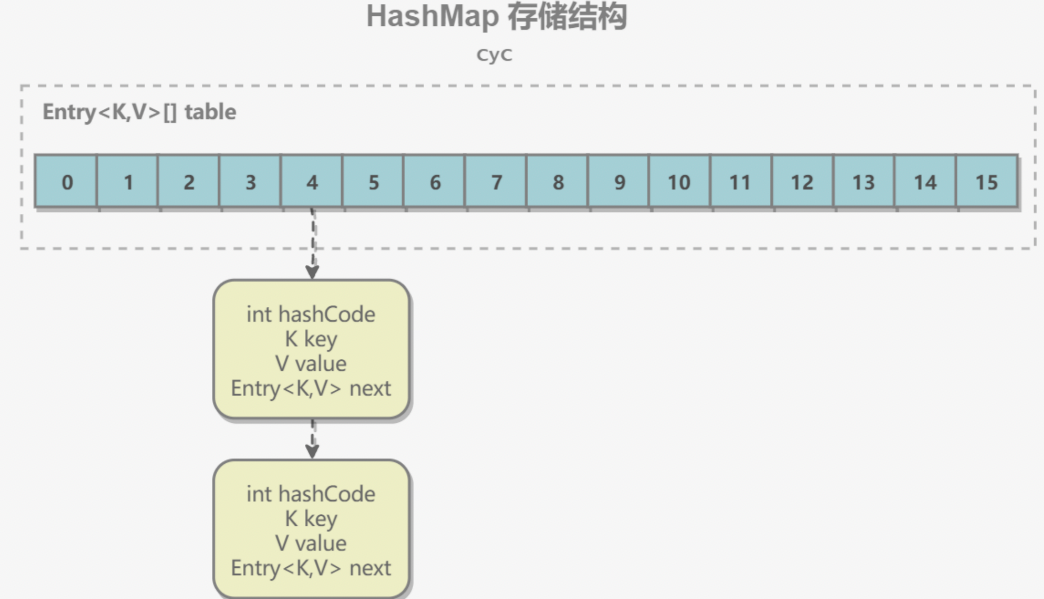 HashMap 存储结构
CyC
Entry<K,V>[] table
0 1 2 3 4 5 6 7 8 9 10 11 12 13 14 15
int hashCode
K key
V value
Entry<K,V> next
int hashCode
K key
V value
Entry<K,V> next